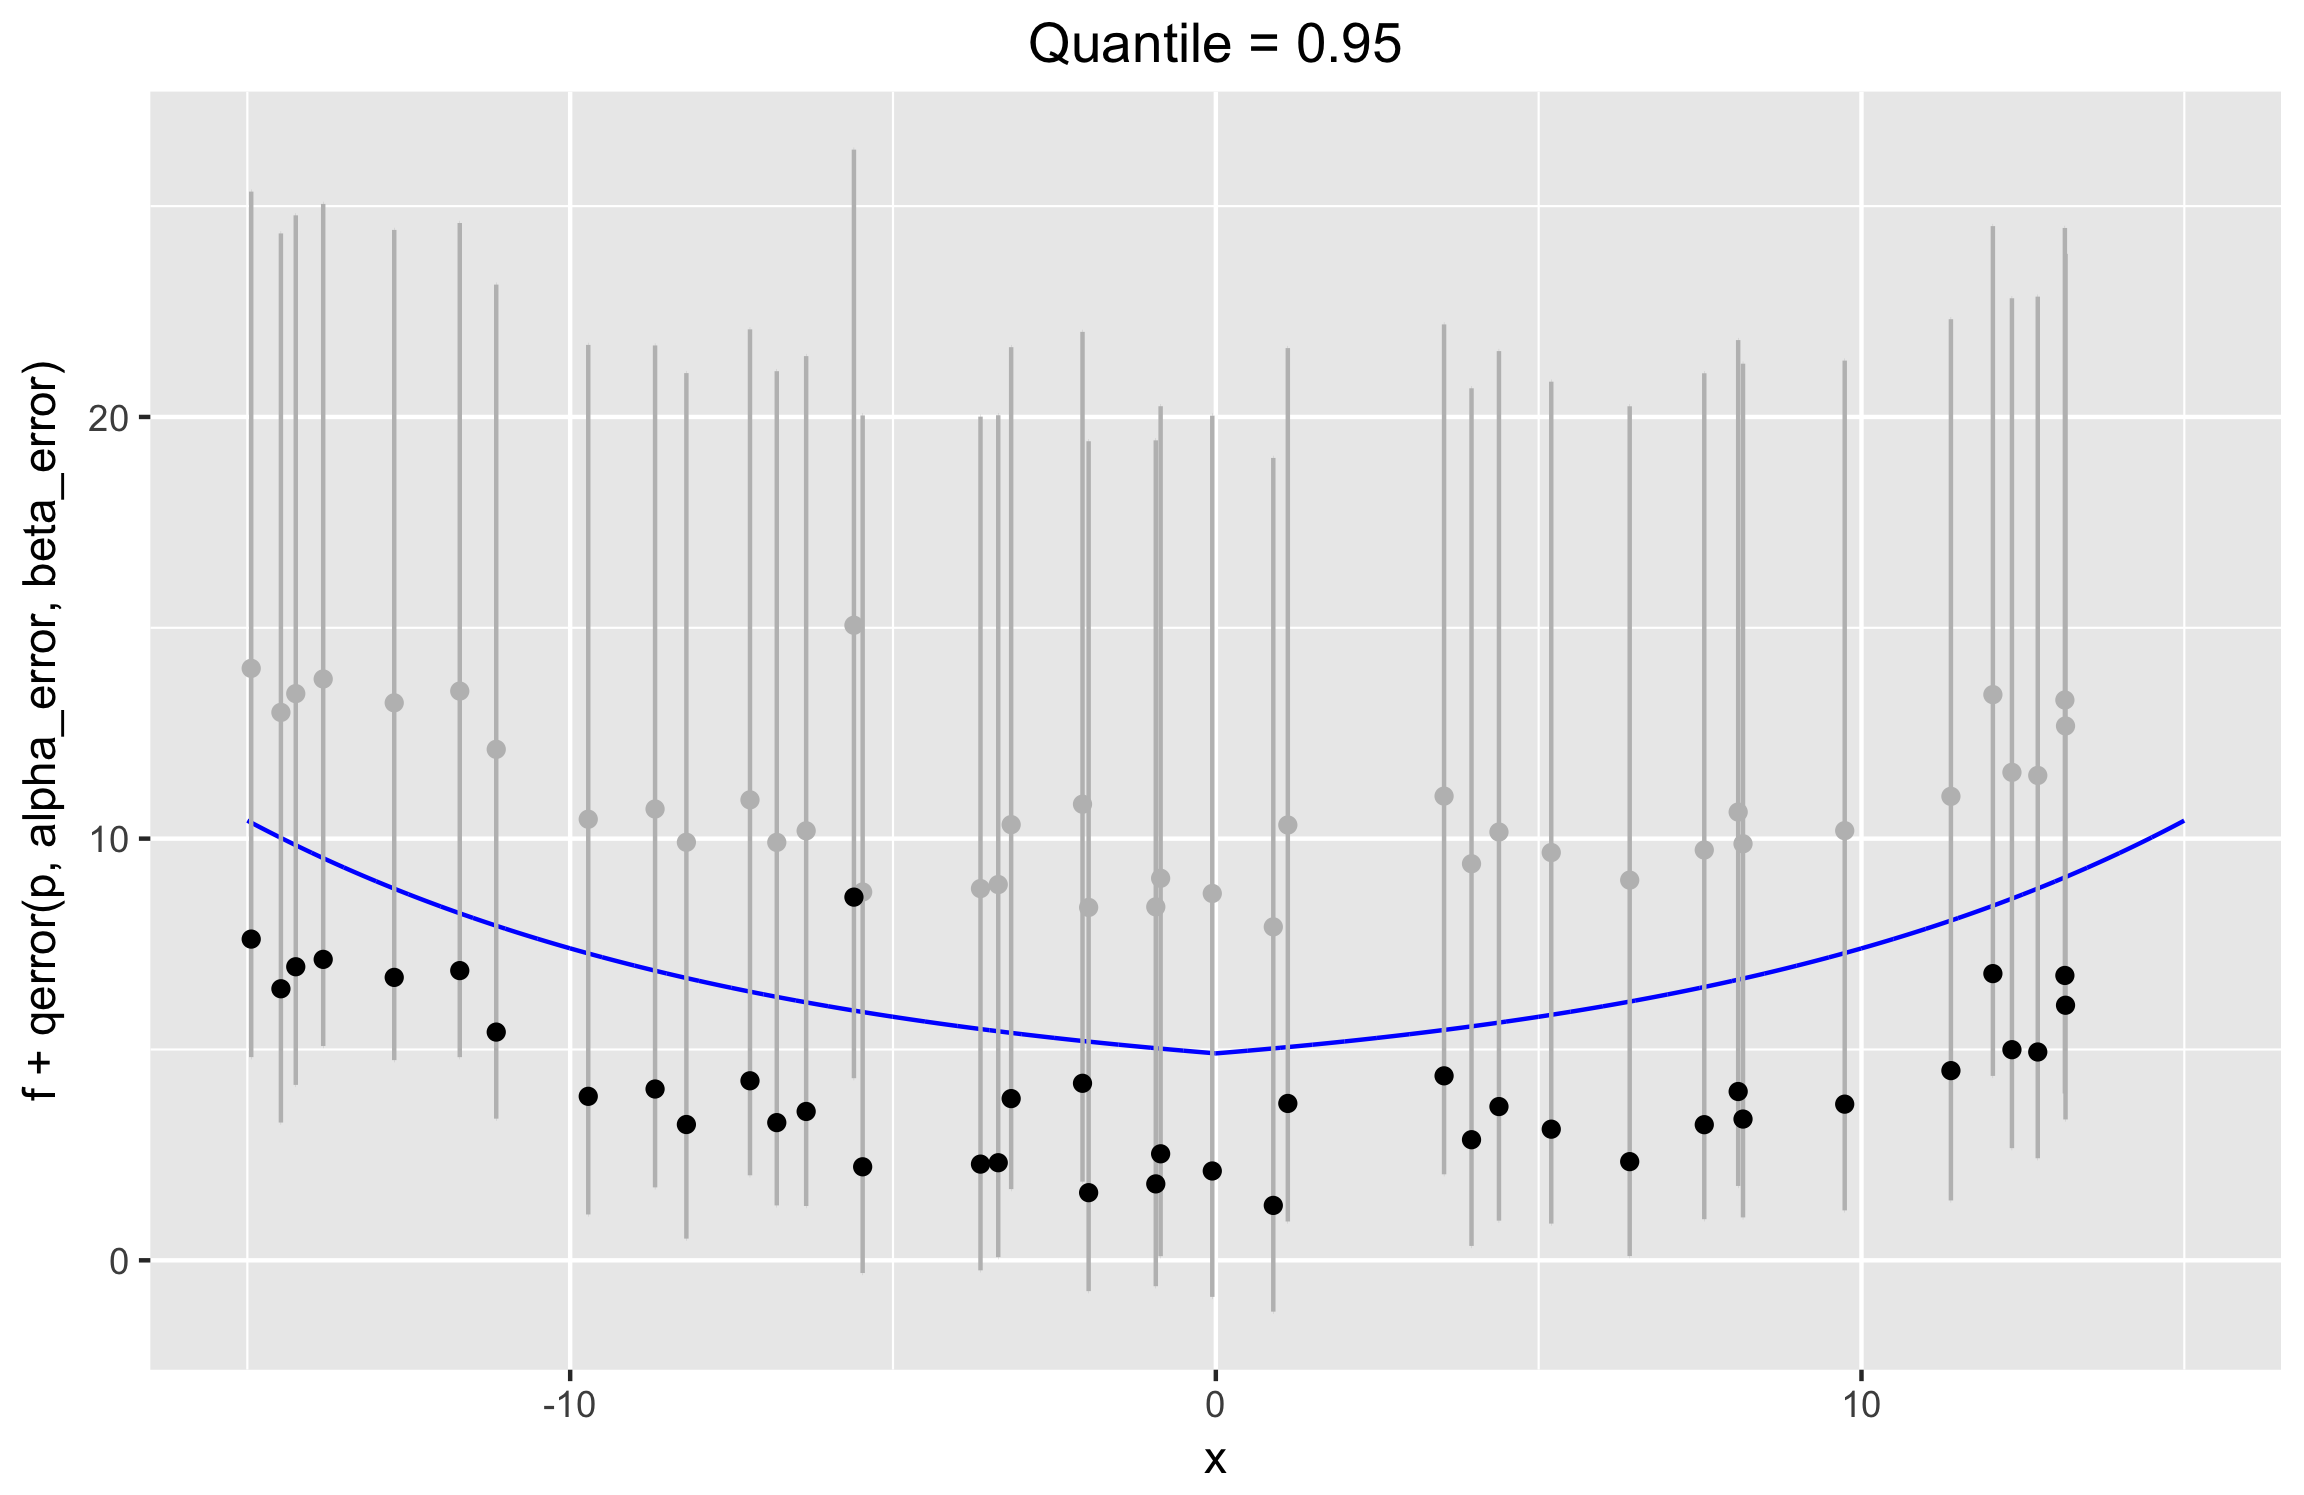 Quantile = 0.95
f + qerror(p, alpha_error, beta_error)
20
10
0
-10
0
10
x